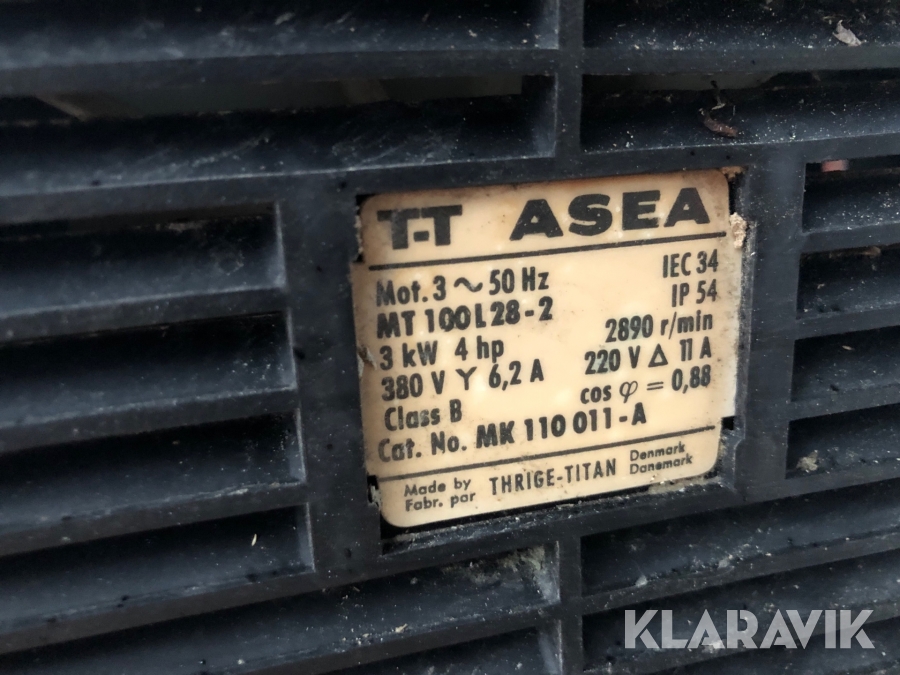 T-T ASEA
Mot. 3 ~ 50 Hz IEC 34
MT 100L28-2 IP 54
3 kW 4 hp 2890 r/min
380 V Y 6,2 A 220 V Δ 11 A
Class B cos φ = 0,88
Cat. No. MK 110 011-A
Made by THRIGE-TITAN Denmark
Fabr. par Danemark
KLARAVIK